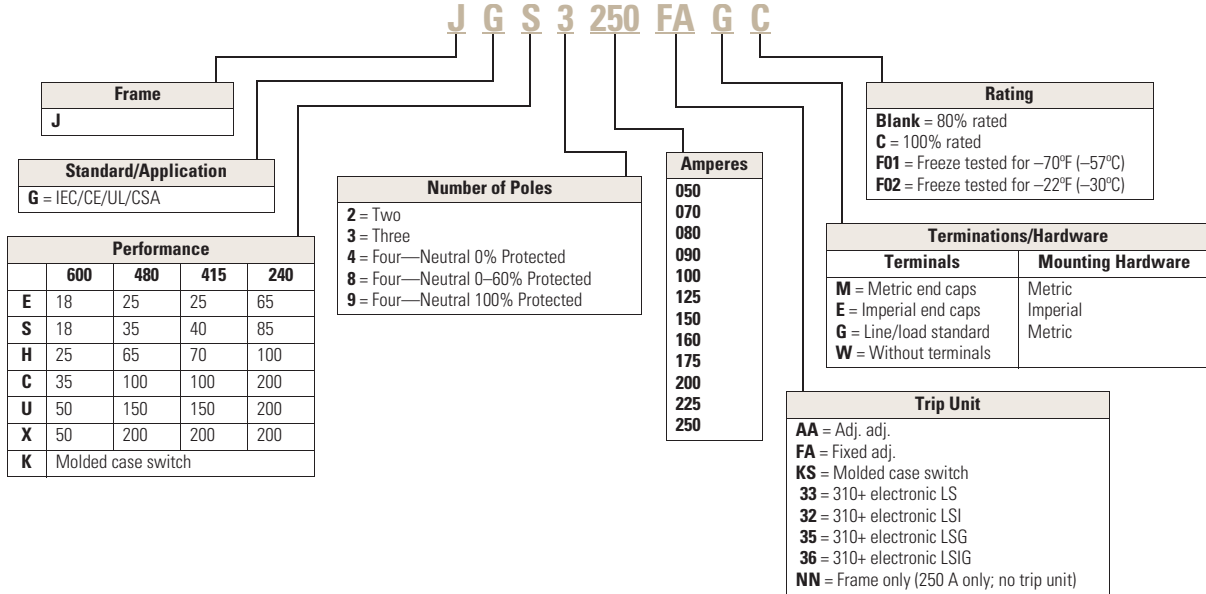 J G S 3 250 FA G C
Frame
J
Standard/Application
G = IEC/CE/UL/CSA
Performance
600 480 415 240
E 18 25 25 65
S 18 35 40 85
H 25 65 70 100
C 35 100 100 200
U 50 150 150 200
X 50 200 200 200
K Molded case switch
Number of Poles
2 = Two
3 = Three
4 = Four—Neutral 0% Protected
8 = Four—Neutral 0–60% Protected
9 = Four—Neutral 100% Protected
Amperes
050
070
080
090
100
125
150
160
175
200
225
250
Rating
Blank = 80% rated
C = 100% rated
F01 = Freeze tested for –70ºF (–57ºC)
F02 = Freeze tested for –22ºF (–30ºC)
Terminations/Hardware
Terminals Mounting Hardware
M = Metric end caps Metric
E = Imperial end caps Imperial
G = Line/load standard Metric
W = Without terminals
Trip Unit
AA = Adj. adj.
FA = Fixed adj.
KS = Molded case switch
33 = 310+ electronic LS
32 = 310+ electronic LSI
35 = 310+ electronic LSG
36 = 310+ electronic LSIG
NN = Frame only (250 A only; no trip unit)